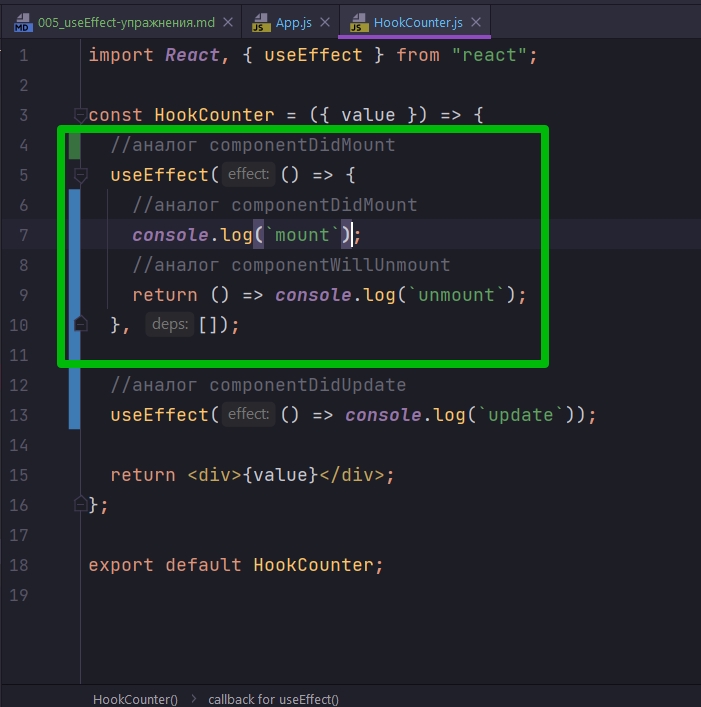 MD 005_useEffect-упражнения.md × JS App.js × JS HookCounter.js ×
1 import React, { useEffect } from "react";
2
3 const HookCounter = ({ value }) => {
4 //аналог componentDidMount
5 useEffect( effect: () => {
6 //аналог componentDidMount
7 console.log(`mount`);
8 //аналог componentWillUnmount
9 return () => console.log(`unmount`);
10 }, deps: []);
11
12 //аналог componentDidUpdate
13 useEffect( effect: () => console.log(`update`));
14
15 return <div>{value}</div>;
16 };
17
18 export default HookCounter;
19
HookCounter() › callback for useEffect()